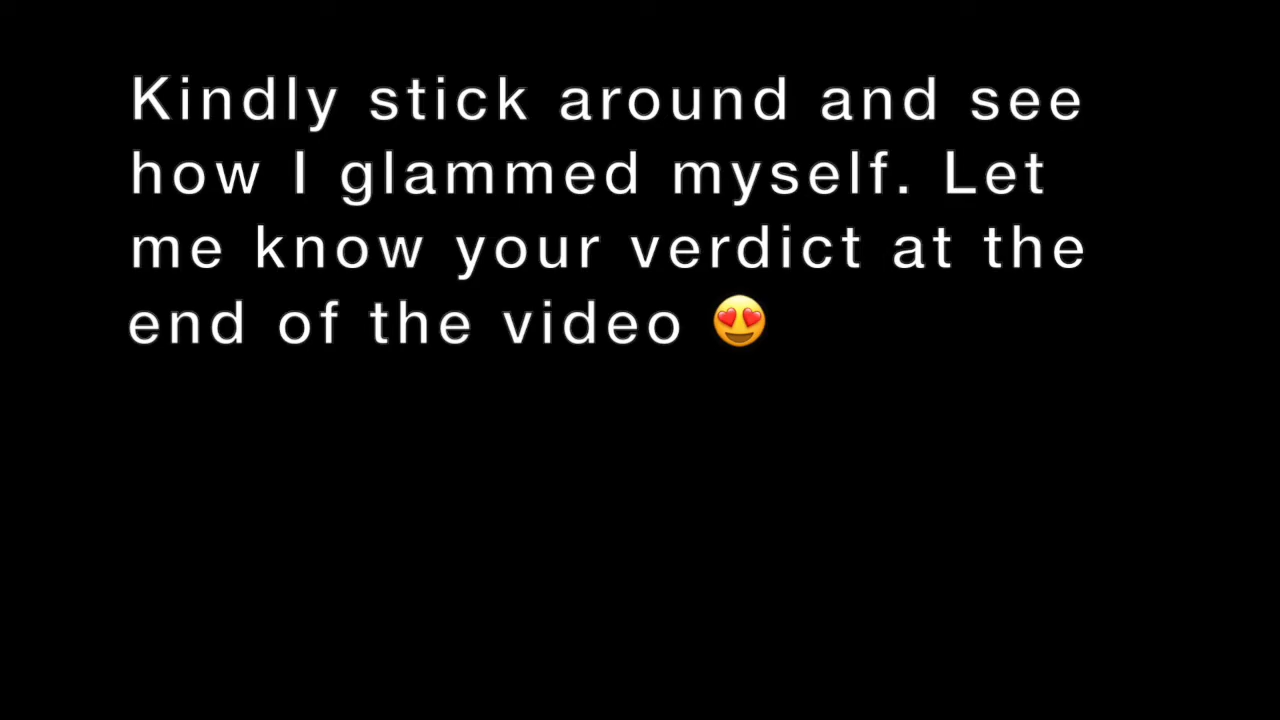 Kindly stick around and see
how I glammed myself. Let
me know your verdict at the
end of the video 😍